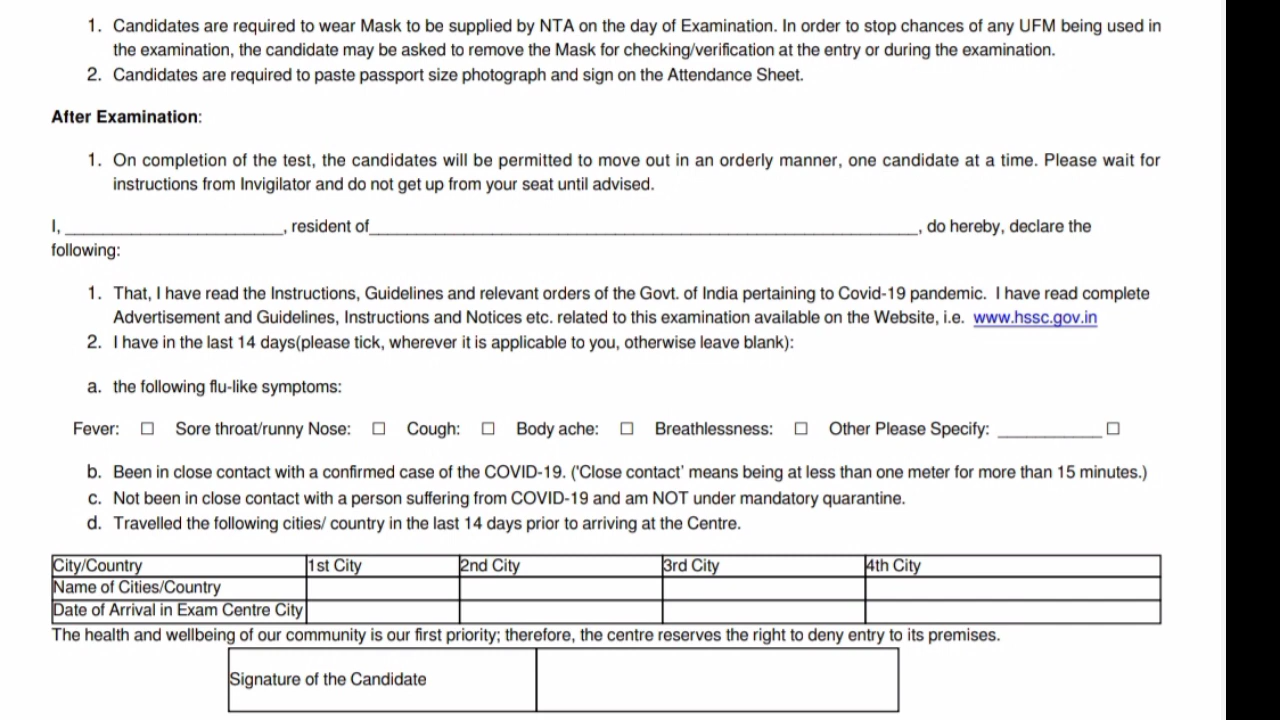 1. Candidates are required to wear Mask to be supplied by NTA on the day of Examination. In order to stop chances of any UFM being used in
the examination, the candidate may be asked to remove the Mask for checking/verification at the entry or during the examination.
2. Candidates are required to paste passport size photograph and sign on the Attendance Sheet.
After Examination:
1. On completion of the test, the candidates will be permitted to move out in an orderly manner, one candidate at a time. Please wait for
instructions from Invigilator and do not get up from your seat until advised.
I, ________________________, resident of____________________________________________________________, do hereby, declare the
following:
1. That, I have read the Instructions, Guidelines and relevant orders of the Govt. of India pertaining to Covid-19 pandemic. I have read complete
Advertisement and Guidelines, Instructions and Notices etc. related to this examination available on the Website, i.e. www.hssc.gov.in
2. I have in the last 14 days(please tick, wherever it is applicable to you, otherwise leave blank):
a. the following flu-like symptoms:
Fever: □ Sore throat/runny Nose: □ Cough: □ Body ache: □ Breathlessness: □ Other Please Specify: ___________ □
b. Been in close contact with a confirmed case of the COVID-19. ('Close contact' means being at less than one meter for more than 15 minutes.)
c. Not been in close contact with a person suffering from COVID-19 and am NOT under mandatory quarantine.
d. Travelled the following cities/ country in the last 14 days prior to arriving at the Centre.
City/Country 1st City 2nd City 3rd City 4th City
Name of Cities/Country
Date of Arrival in Exam Centre City
The health and wellbeing of our community is our first priority; therefore, the centre reserves the right to deny entry to its premises.
Signature of the Candidate